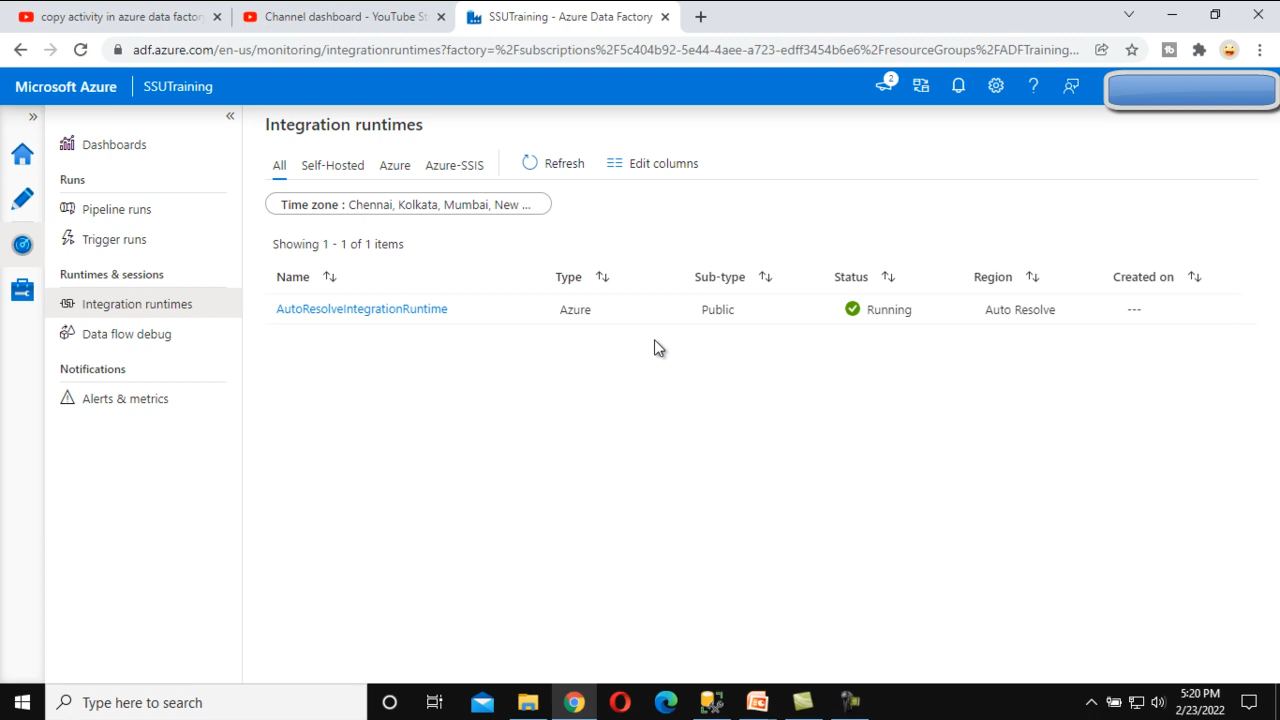 copy activity in azure data factory
Channel dashboard - YouTube St
SSUTraining - Azure Data Factory
adf.azure.com/en-us/monitoring/integrationruntimes?factory=%2Fsubscriptions%2F5c404b92-5e44-4aee-a723-edff3454b6e6%2FresourceGroups%2FADFTraining...
Microsoft Azure
SSUTraining
2
Integration runtimes
Dashboards
All Self-Hosted Azure Azure-SSIS Refresh Edit columns
Runs
Time zone : Chennai, Kolkata, Mumbai, New ...
Pipeline runs
Trigger runs
Showing 1 - 1 of 1 items
Runtimes & sessions
Name Type Sub-type Status Region Created on
Integration runtimes
AutoResolveIntegrationRuntime Azure Public Running Auto Resolve ---
Data flow debug
Notifications
Alerts & metrics
Type here to search
5:20 PM
2/23/2022